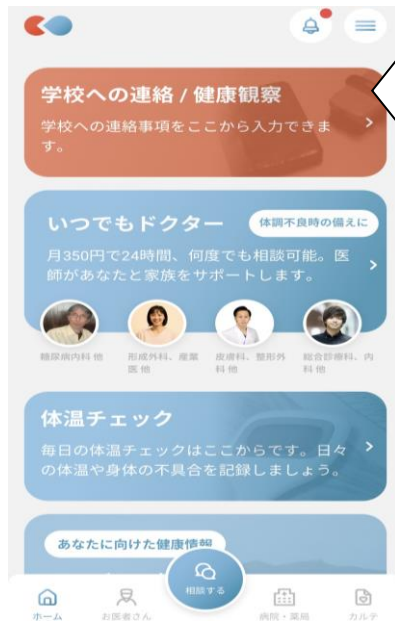 学校への連絡 / 健康観察
学校への連絡事項をここから入力できま
す。
いつでもドクター
体調不良時の備えに
月350円で24時間、何度でも相談可能。医
師があなたと家族をサポートします。
糖尿病内科 他
形成外科、産業
医 他
皮膚科、整形外
科 他
総合診療科、内
科 他
体温チェック
毎日の体温チェックはここからです。日々
の体温や身体の不具合を記録しましょう。
あなたに向けた健康情報
ホーム
お医者さん
相談する
病院・薬局
カルテ